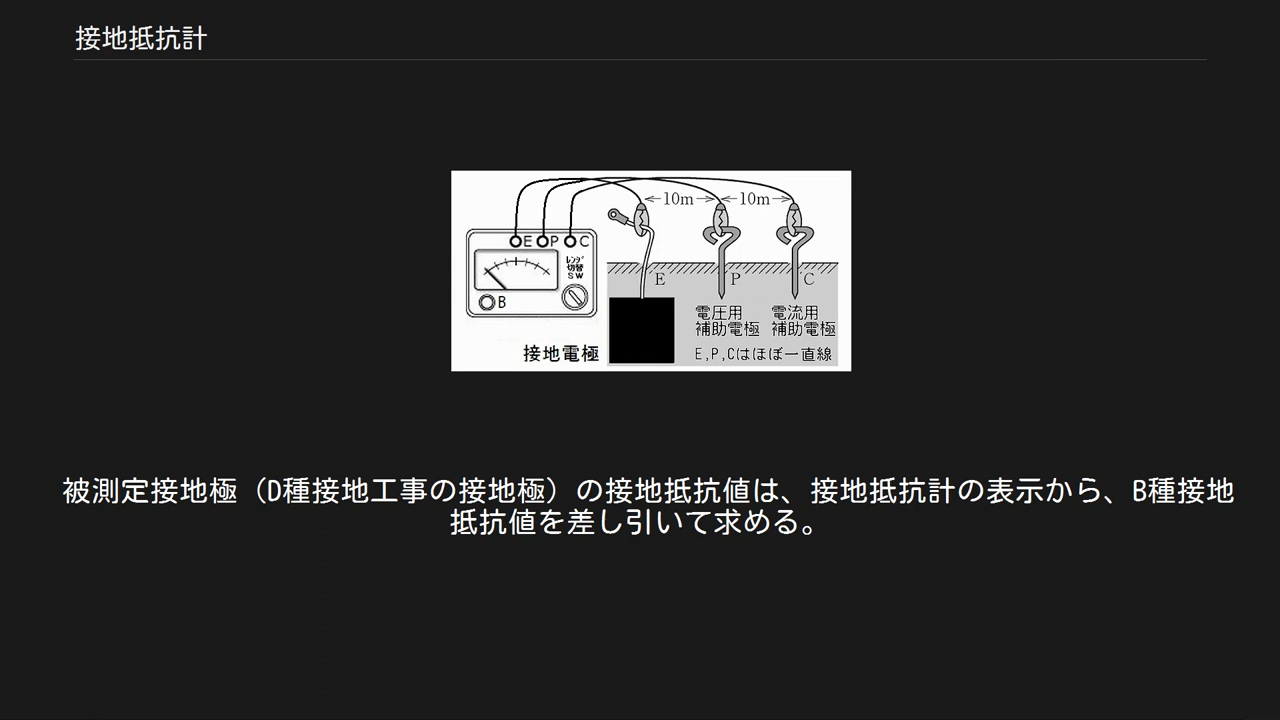 接地抵抗計
10m
10m
E P C
レンジ
切替
SW
B
E P C
電圧用
補助電極
電流用
補助電極
接地電極
E,P,Cはほぼ一直線
被測定接地極（D種接地工事の接地極）の接地抵抗値は、接地抵抗計の表示から、B種接地
抵抗値を差し引いて求める。